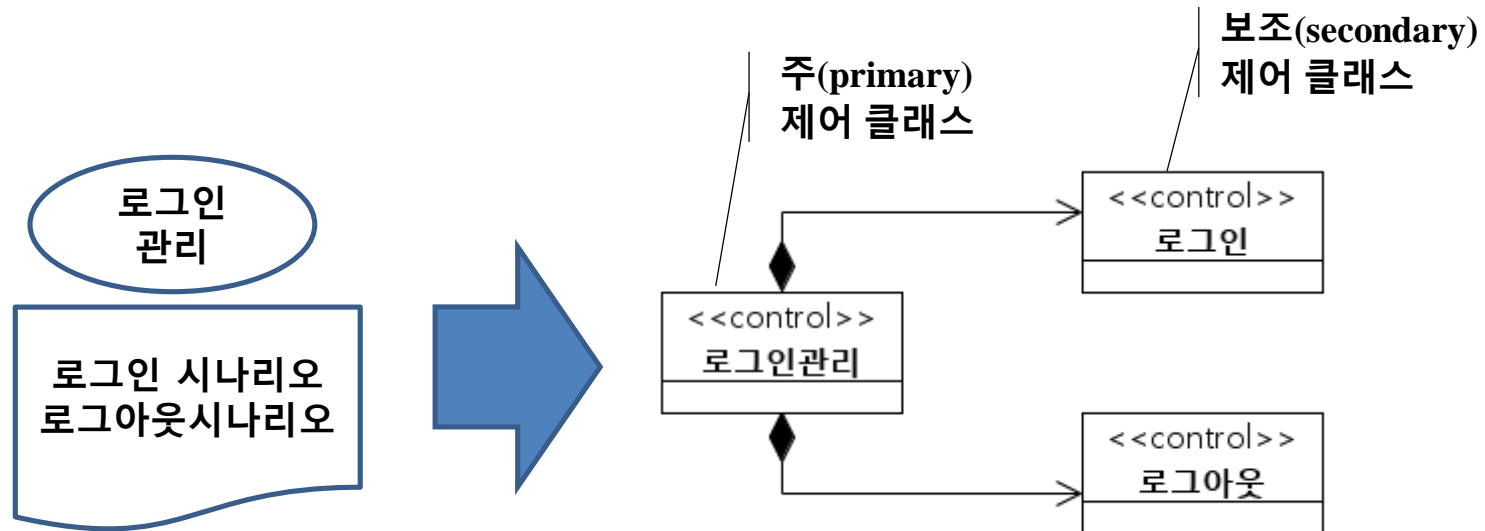 보조(secondary)
제어 클래스
주(primary)
제어 클래스
로그인
관리
로그인 시나리오
로그아웃시나리오
<<control>>
로그인
<<control>>
로그인관리
<<control>>
로그아웃